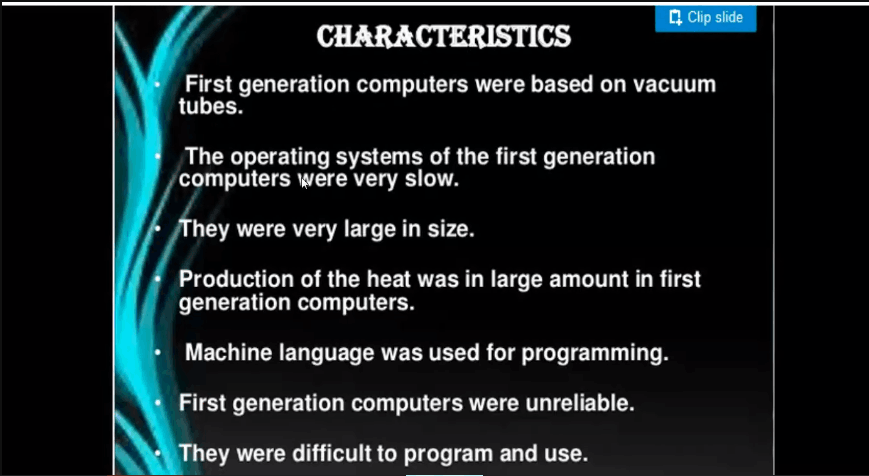 Clip slide
CHARACTERISTICS
• First generation computers were based on vacuum
tubes.
• The operating systems of the first generation
computers were very slow.
• They were very large in size.
• Production of the heat was in large amount in first
generation computers.
• Machine language was used for programming.
• First generation computers were unreliable.
• They were difficult to program and use.